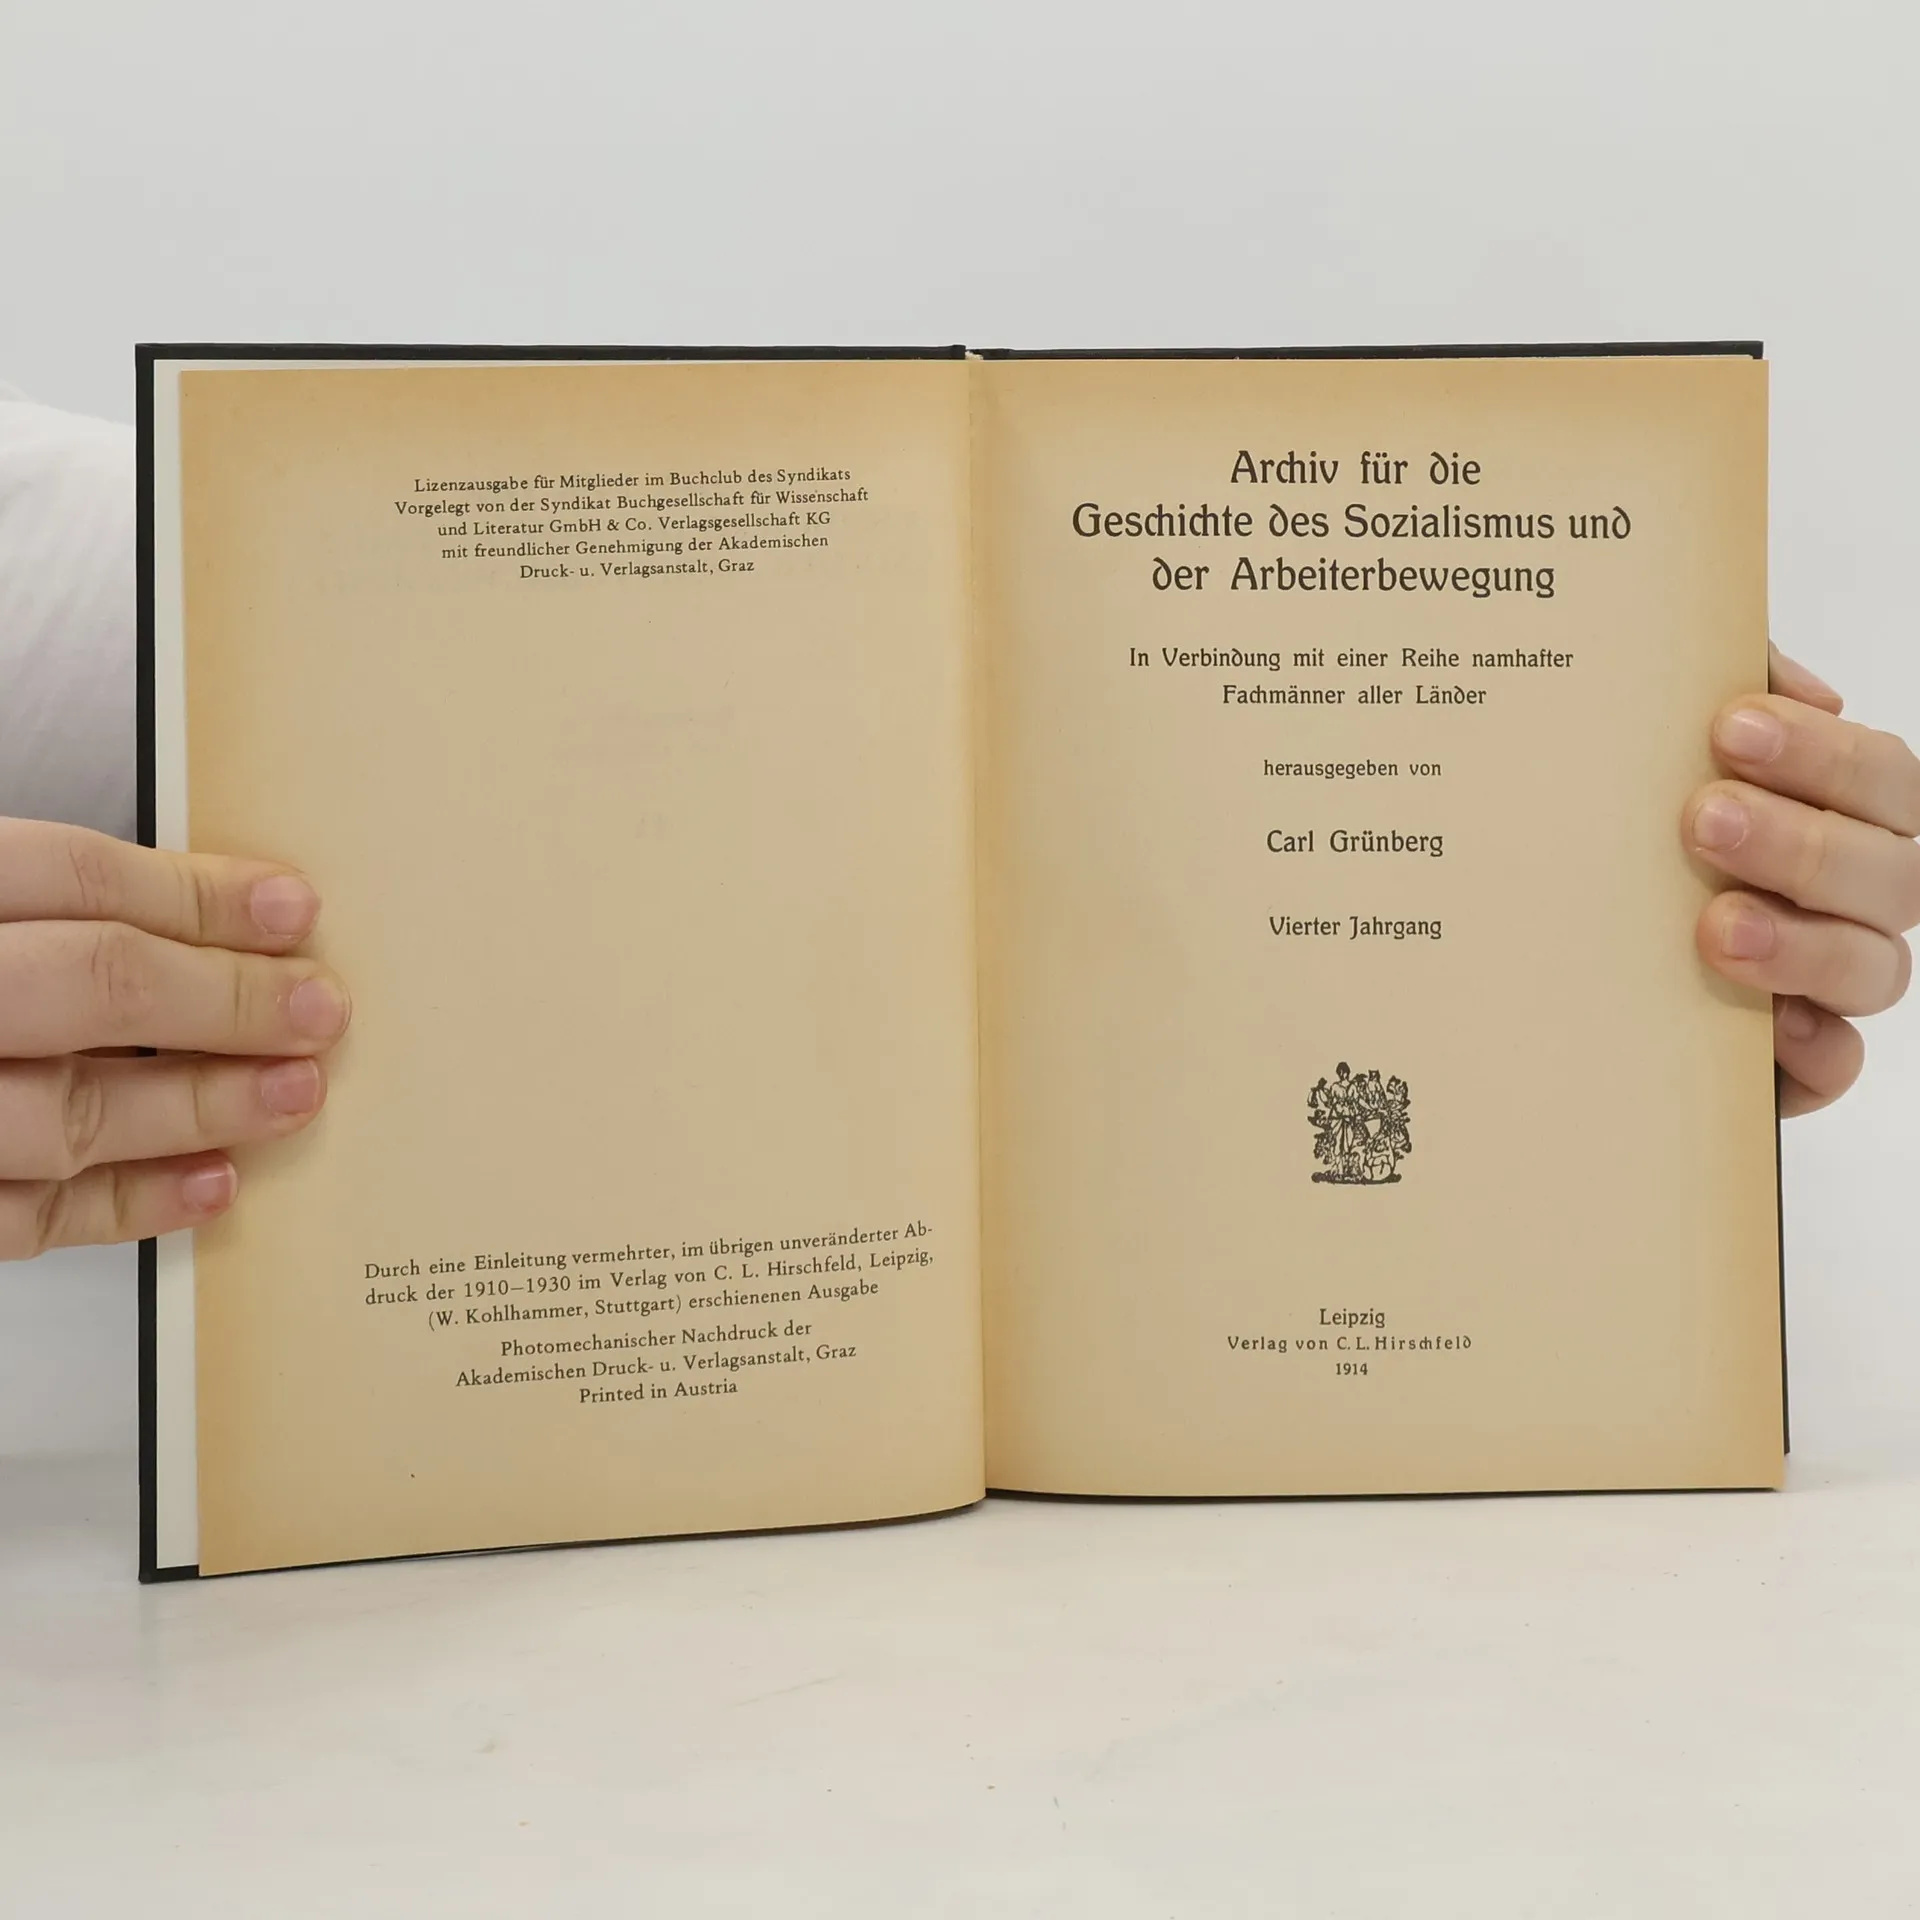 Lizenzausgabe für Mitglieder im Buchclub des Syndikats
Vorgelegt von der Syndikat Buchgesellschaft für Wissenschaft
und Literatur GmbH & Co. Verlagsgesellschaft KG
mit freundlicher Genehmigung der Akademischen
Druck- u. Verlagsanstalt, Graz
Durch eine Einleitung vermehrter, im übrigen unveränderter Ab-
druck der 1910–1930 im Verlag von C. L. Hirschfeld, Leipzig,
(W. Kohlhammer, Stuttgart) erschienenen Ausgabe
Photomechanischer Nachdruck der
Akademischen Druck- u. Verlagsanstalt, Graz
Printed in Austria
Archiv für die
Geschichte des Sozialismus und
der Arbeiterbewegung
In Verbindung mit einer Reihe namhafter
Fachmänner aller Länder
herausgegeben von
Carl Grünberg
Vierter Jahrgang
Leipzig
Verlag von C. L. Hirschfeld
1914